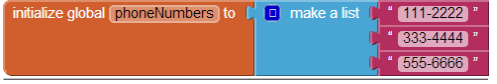 initialize global phoneNumbers to make a list " 111-2222 "
" 333-4444 "
" 555-6666 "